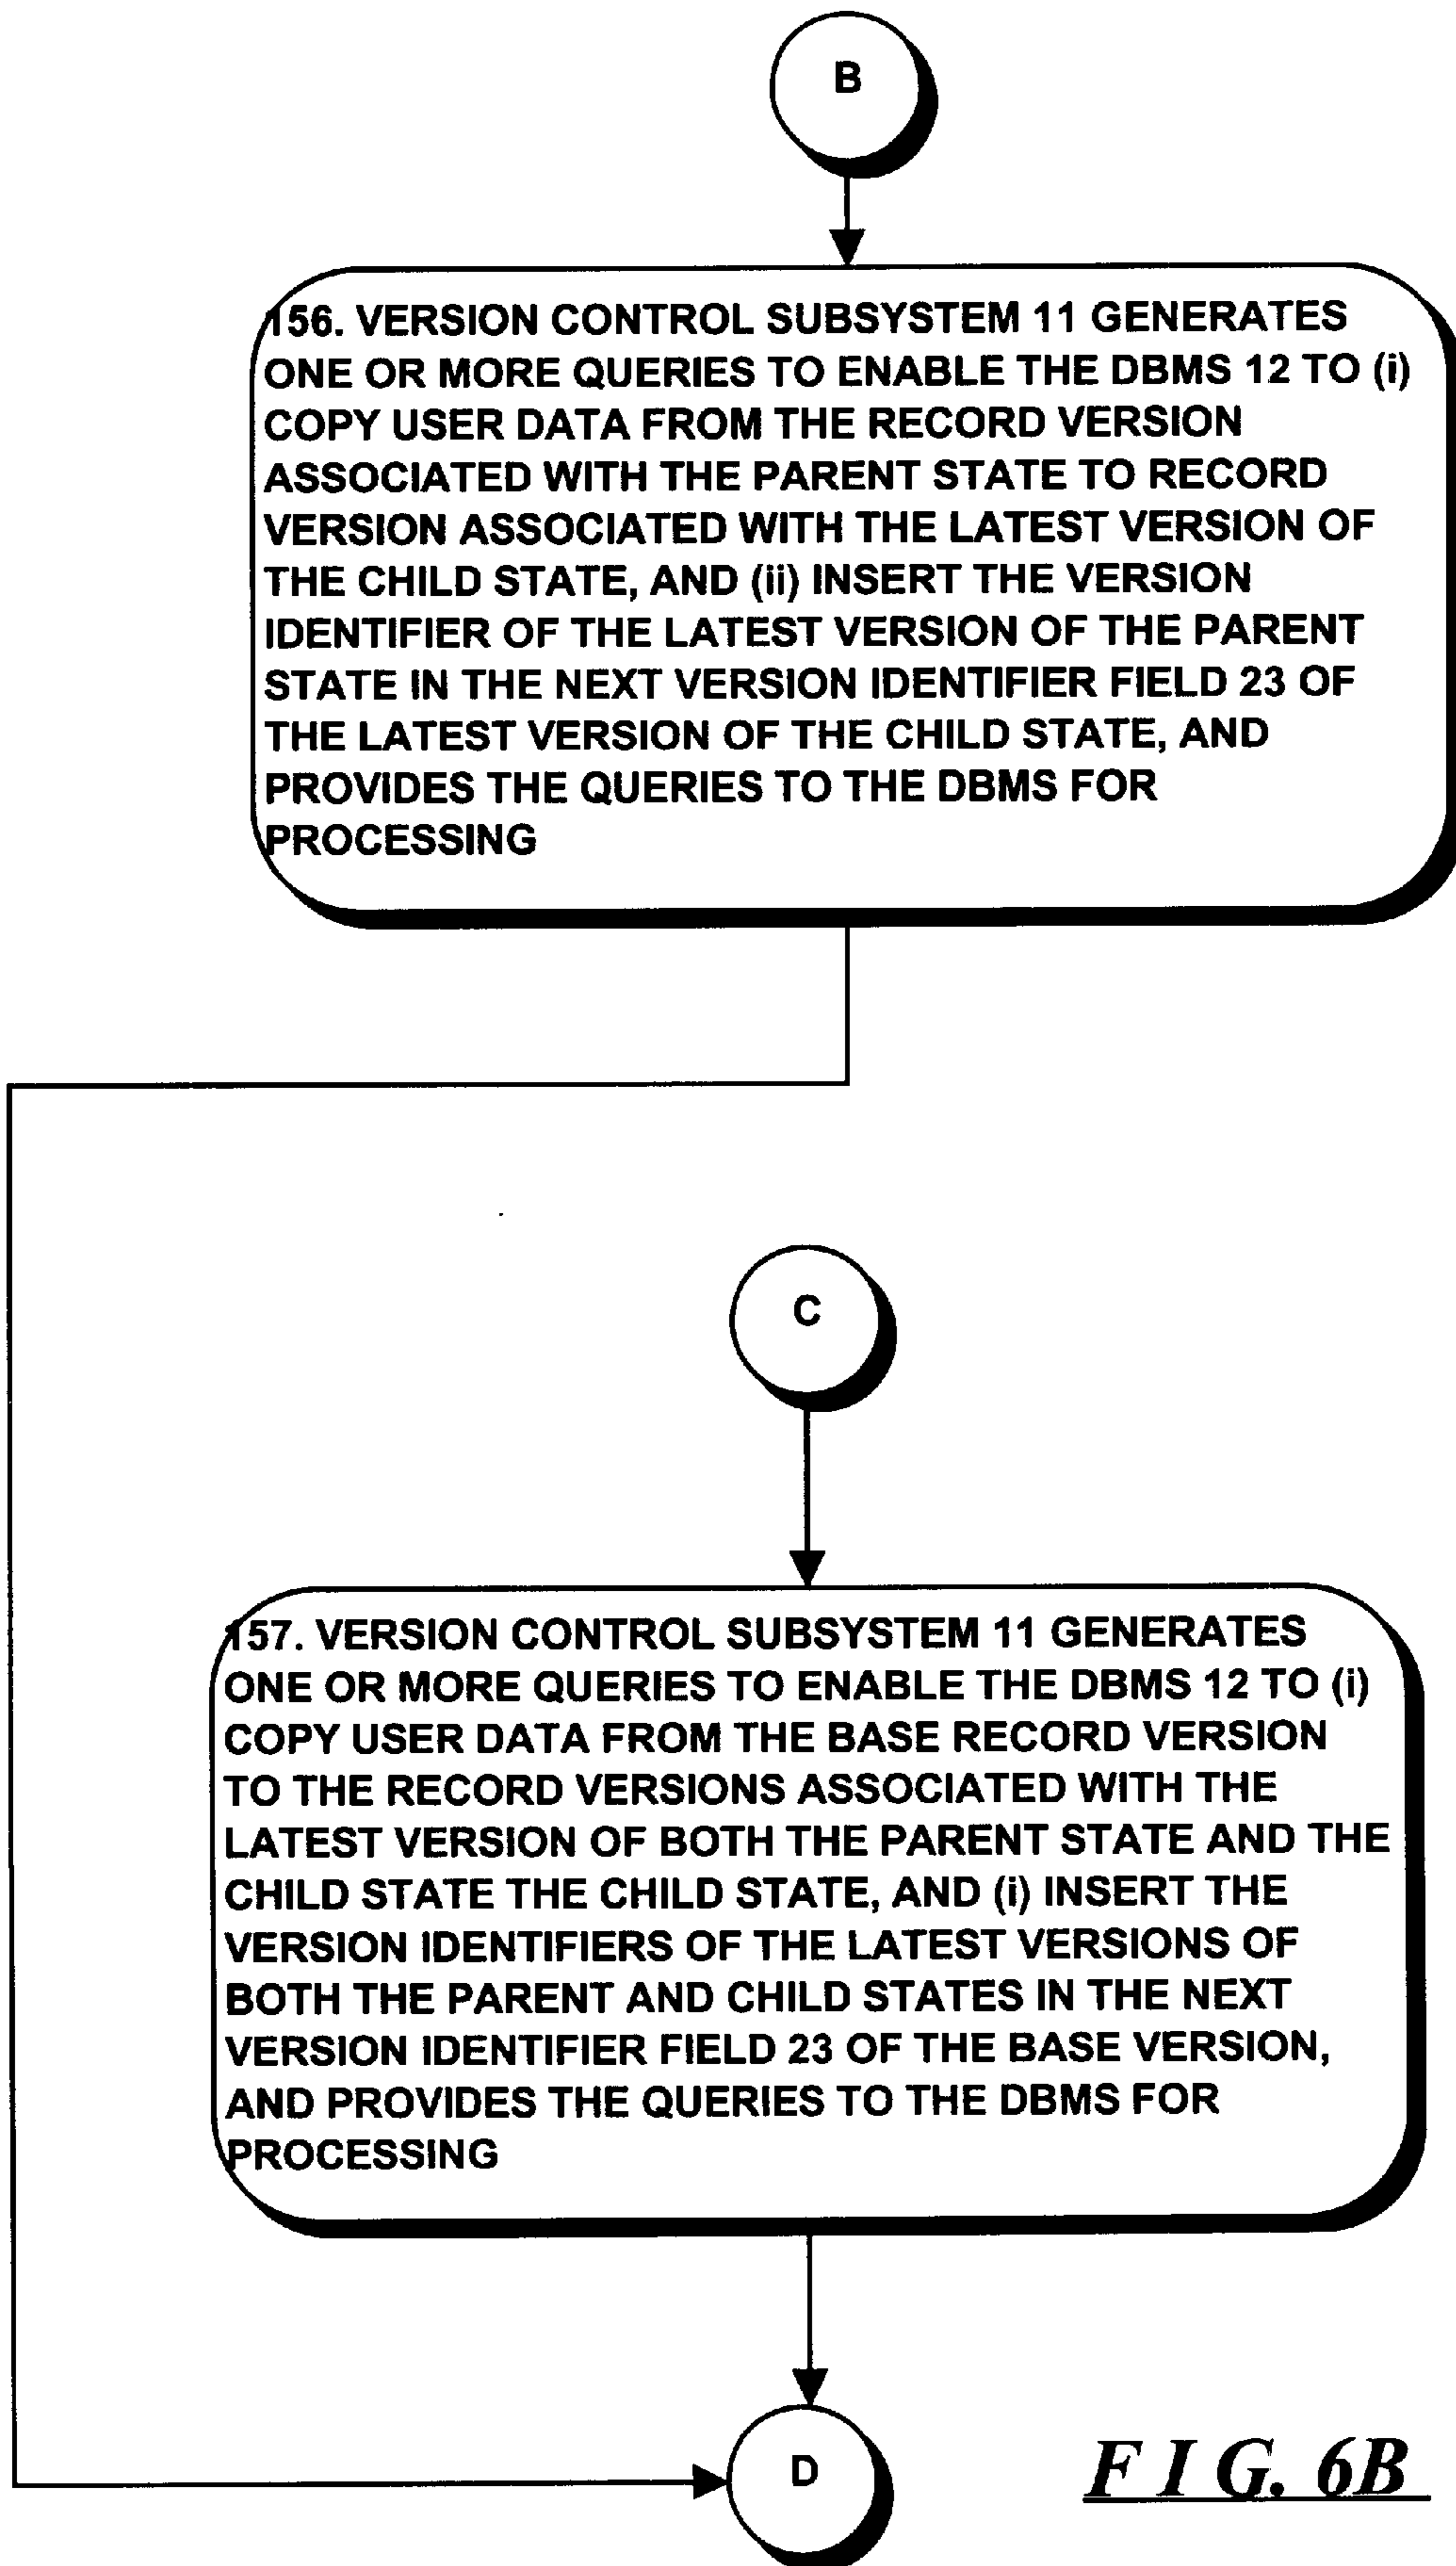 B
156. VERSION CONTROL SUBSYSTEM 11 GENERATES
ONE OR MORE QUERIES TO ENABLE THE DBMS 12 TO (i)
COPY USER DATA FROM THE RECORD VERSION
ASSOCIATED WITH THE PARENT STATE TO RECORD
VERSION ASSOCIATED WITH THE LATEST VERSION OF
THE CHILD STATE, AND (ii) INSERT THE VERSION
IDENTIFIER OF THE LATEST VERSION OF THE PARENT
STATE IN THE NEXT VERSION IDENTIFIER FIELD 23 OF
THE LATEST VERSION OF THE CHILD STATE, AND
PROVIDES THE QUERIES TO THE DBMS FOR
PROCESSING
C
157. VERSION CONTROL SUBSYSTEM 11 GENERATES
ONE OR MORE QUERIES TO ENABLE THE DBMS 12 TO (i)
COPY USER DATA FROM THE BASE RECORD VERSION
TO THE RECORD VERSIONS ASSOCIATED WITH THE
LATEST VERSION OF BOTH THE PARENT STATE AND THE
CHILD STATE THE CHILD STATE, AND (i) INSERT THE
VERSION IDENTIFIERS OF THE LATEST VERSIONS OF
BOTH THE PARENT AND CHILD STATES IN THE NEXT
VERSION IDENTIFIER FIELD 23 OF THE BASE VERSION,
AND PROVIDES THE QUERIES TO THE DBMS FOR
PROCESSING
D
FIG. 6B